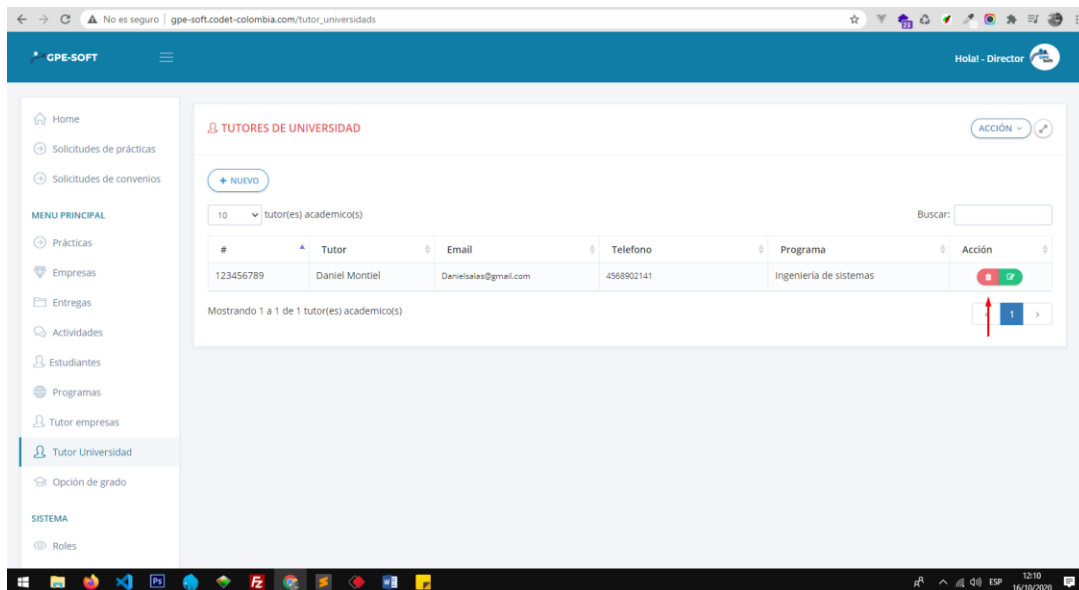 No es seguro | gpe-soft.codet-colombia.com/tutor_universidads
23
GPE-SOFT
Hola! - Director
Home
Solicitudes de prácticas
Solicitudes de convenios
MENU PRINCIPAL
Prácticas
Empresas
Entregas
Actividades
Estudiantes
Programas
Tutor empresas
Tutor Universidad
Opción de grado
SISTEMA
Roles
TUTORES DE UNIVERSIDAD
ACCIÓN
+ NUEVO
10 tutor(es) academico(s)
Buscar:
# Tutor Email Telefono Programa Acción
123456789 Daniel Montiel Danielsalas@gmail.com 4568902141 Ingeniería de sistemas
Mostrando 1 a 1 de 1 tutor(es) academico(s)
1
Ps
Fz
ESP
12:10
16/10/2020